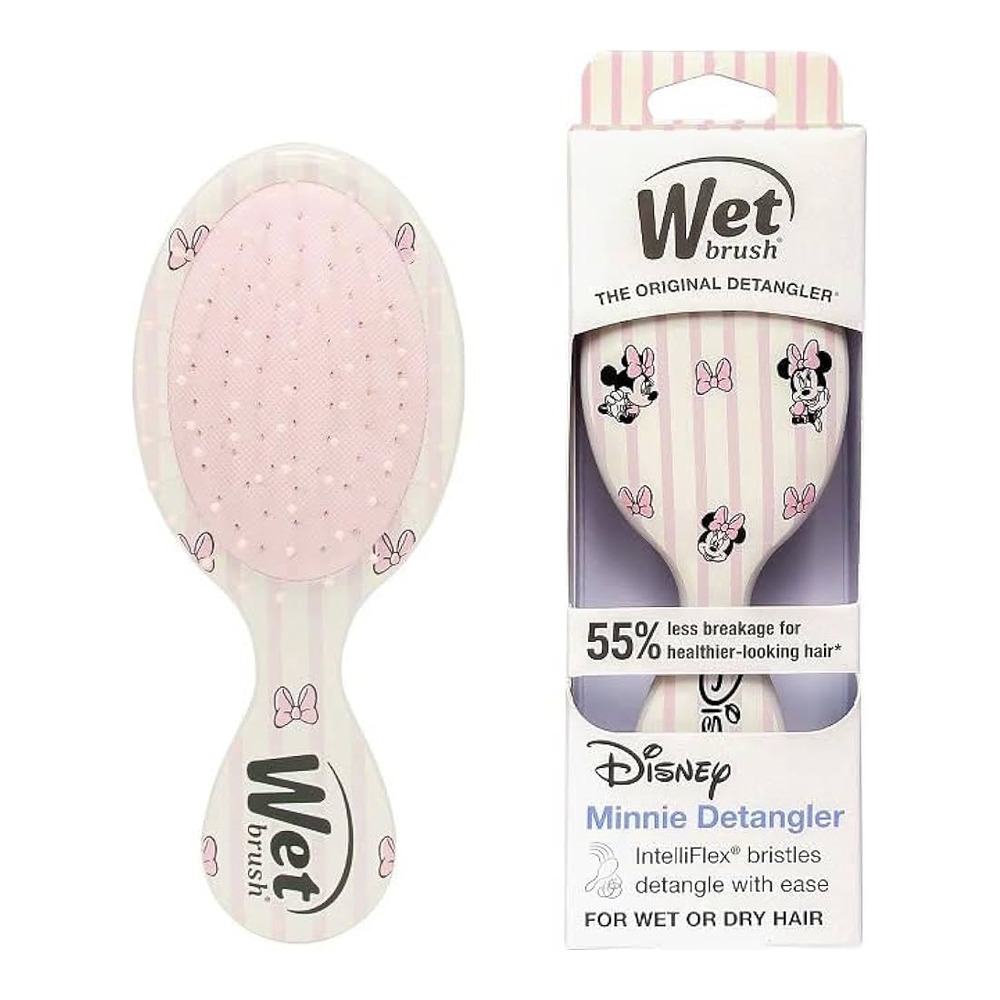 Wet
brush®
Wet
brush®
THE ORIGINAL DETANGLER®
55% less breakage for
healthier-looking hair*
Dis
Disney
Minnie Detangler
IntelliFlex® bristles
detangle with ease
FOR WET OR DRY HAIR